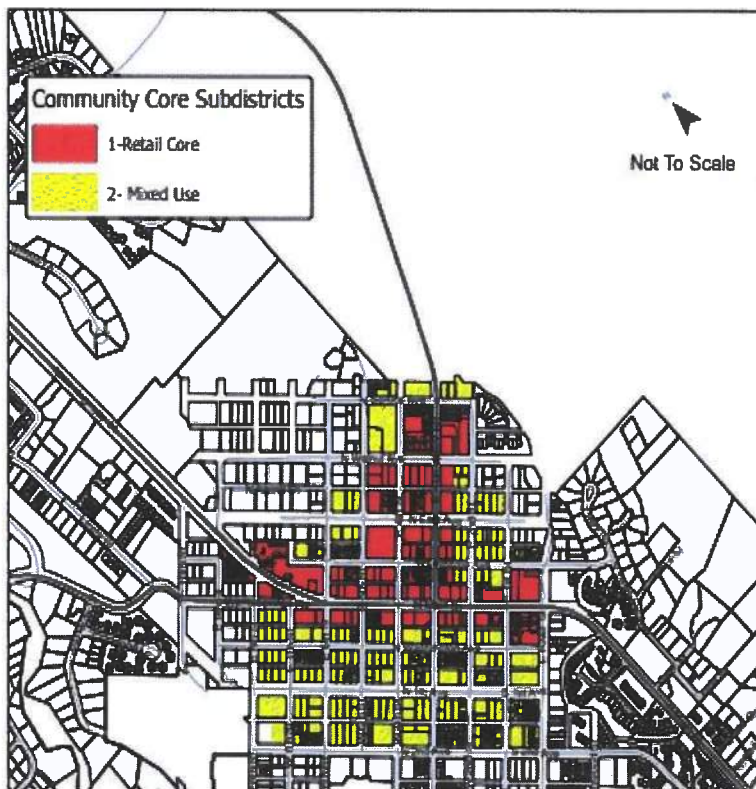 Community Core Subdistricts
1-Retail Core
2- Mixed Use
Not To Scale